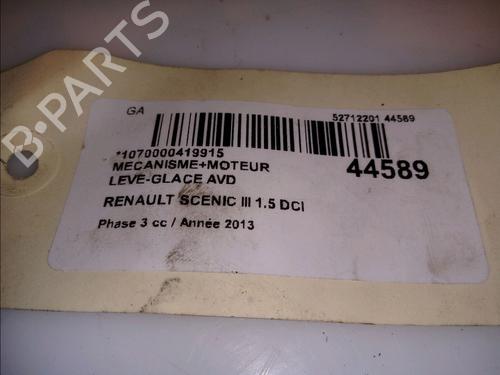 GA
52712201 44589
*1070000419915
MECANISME+MOTEUR
LEVE-GLACE AVD
44589
RENAULT SCENIC III 1.5 DCI
Phase 3 cc / Année 2013
B-PARTS